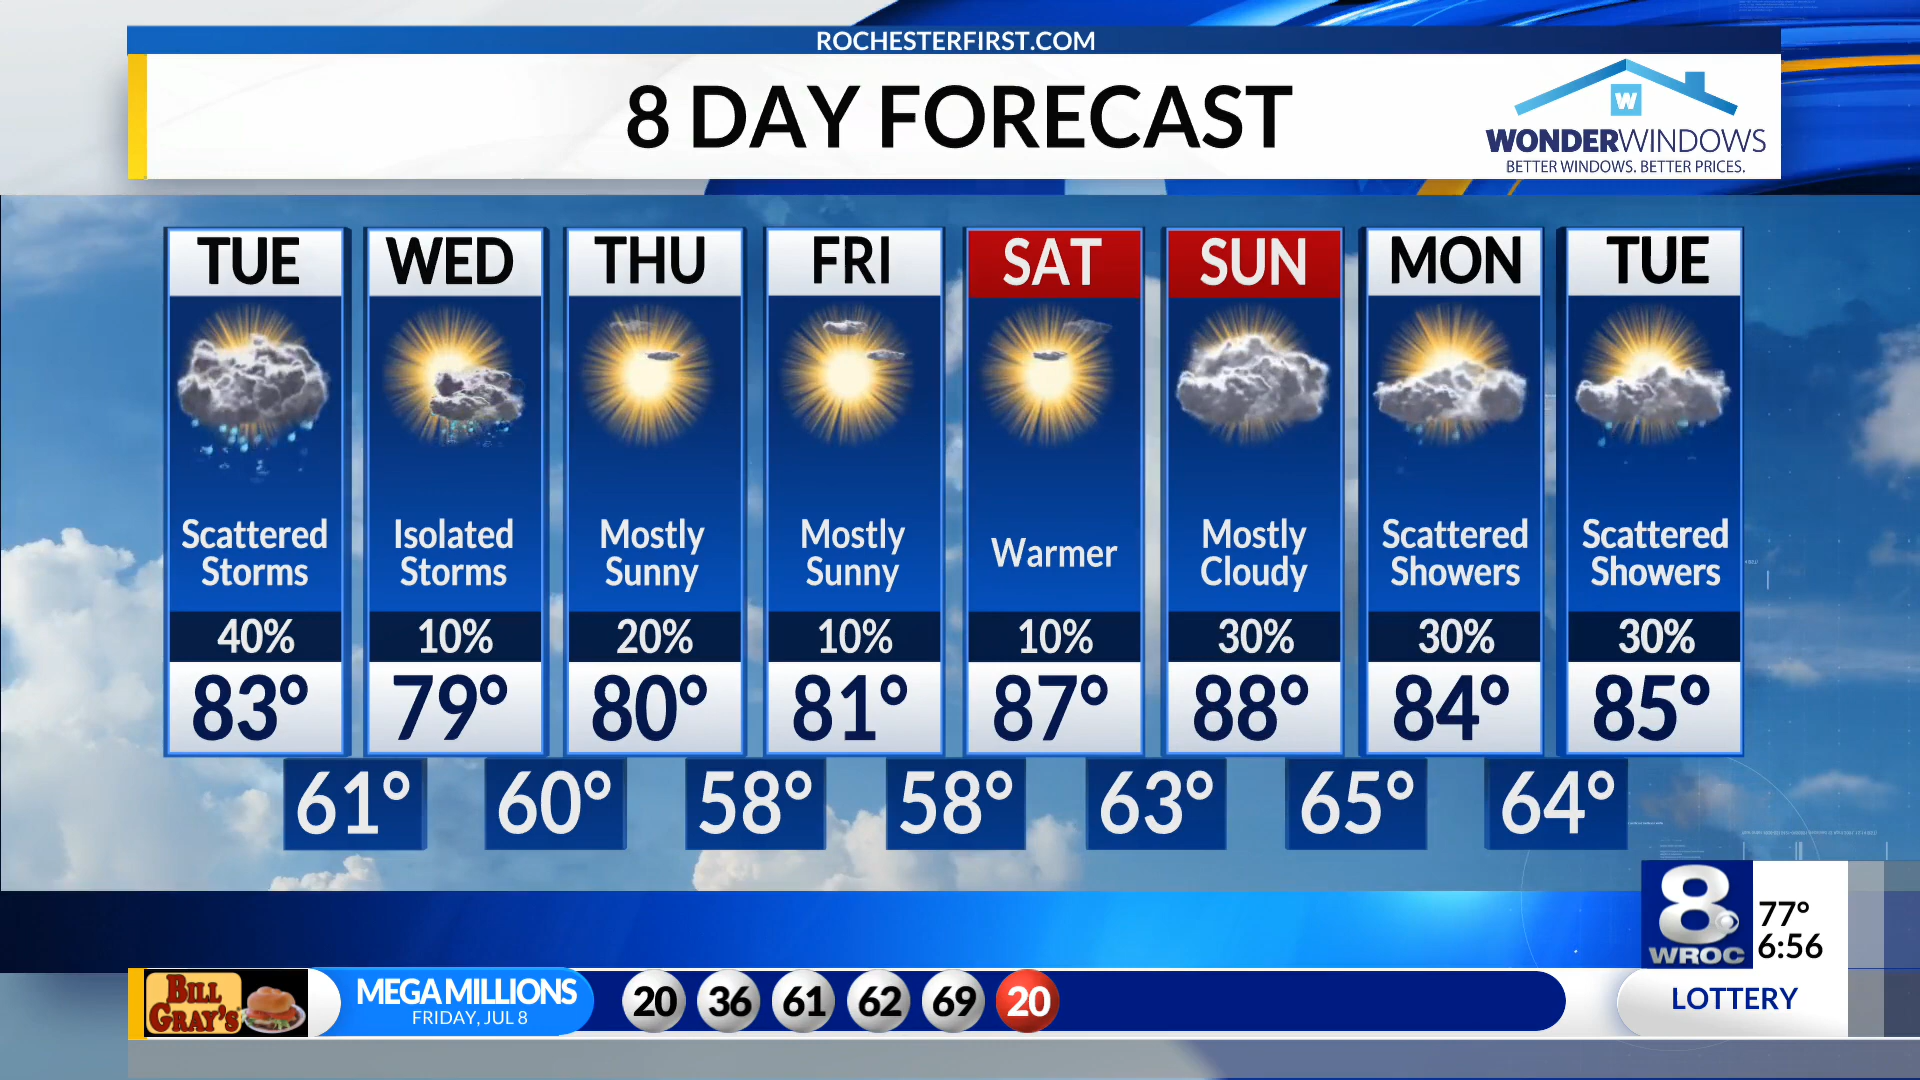 ROCHESTERFIRST.COM
8 DAY FORECAST
W
WONDERWINDOWS
BETTER WINDOWS. BETTER PRICES.
TUE WED THU FRI SAT SUN MON TUE
Scattered Isolated Mostly Mostly Warmer Mostly Scattered Scattered
Storms Storms Sunny Sunny Cloudy Showers Showers
40% 10% 20% 10% 10% 30% 30% 30%
83° 79° 80° 81° 87° 88° 84° 85°
61° 60° 58° 58° 63° 65° 64°
8
WROC
77°
6:56
BILL
GRAY'S
MEGA MILLIONS
FRIDAY, JUL 8
20 36 61 62 69 20
LOTTERY